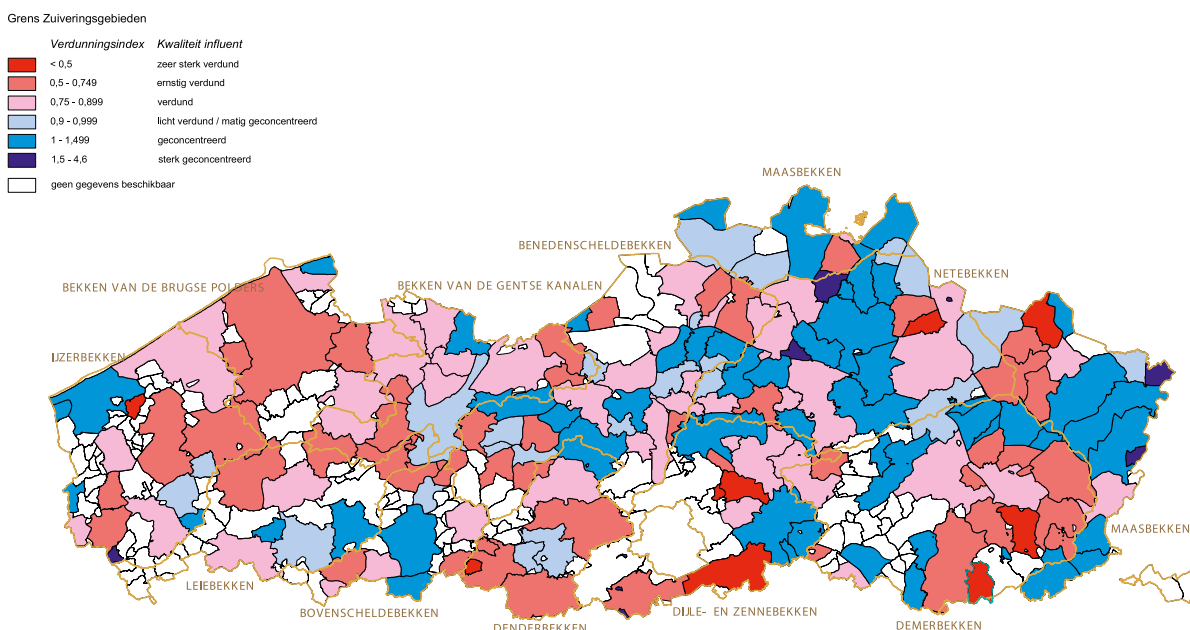 Grens Zuiveringsgebieden
Verdunningsindex Kwaliteit influent
< 0,5 zeer sterk verdund
0,5 - 0,749 ernstig verdund
0,75 - 0,899 verdund
0,9 - 0,999 licht verdund / matig geconcentreerd
1 - 1,499 geconcentreerd
1,5 - 4,6 sterk geconcentreerd
geen gegevens beschikbaar
MAASBEKKEN
BENEDENSCHELDEBEKKEN
NETEBEKKEN
BEKKEN VAN DE BRUGSE POLDERS
BEKKEN VAN DE GENTSE KANALEN
IJZERBEKKEN
MAASBEKKEN
LEIEBEKKEN
BOVENSCHELDEBEKKEN
DIJLE- EN ZENNEBEKKEN
DENDERBEKKEN
DEMERBEKKEN